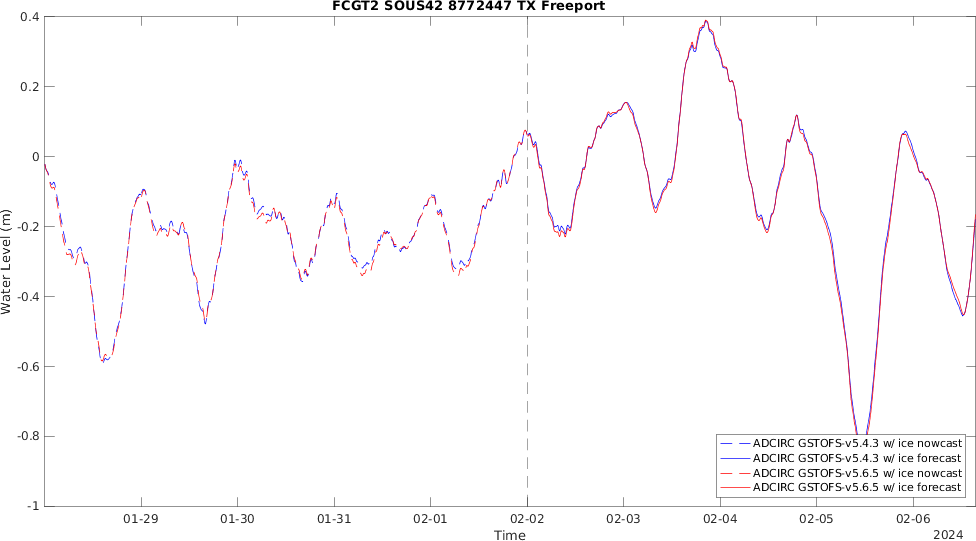 FCGT2 SOUS42 8772447 TX Freeport
0.4
0.2
0
-0.2
-0.4
-0.6
-0.8
-1
Water Level (m)
ADCIRC GSTOFS-v5.4.3 w/ ice nowcast
ADCIRC GSTOFS-v5.4.3 w/ ice forecast
ADCIRC GSTOFS-v5.6.5 w/ ice nowcast
ADCIRC GSTOFS-v5.6.5 w/ ice forecast
01-29 01-30 01-31 02-01 02-02 02-03 02-04 02-05 02-06
Time
2024